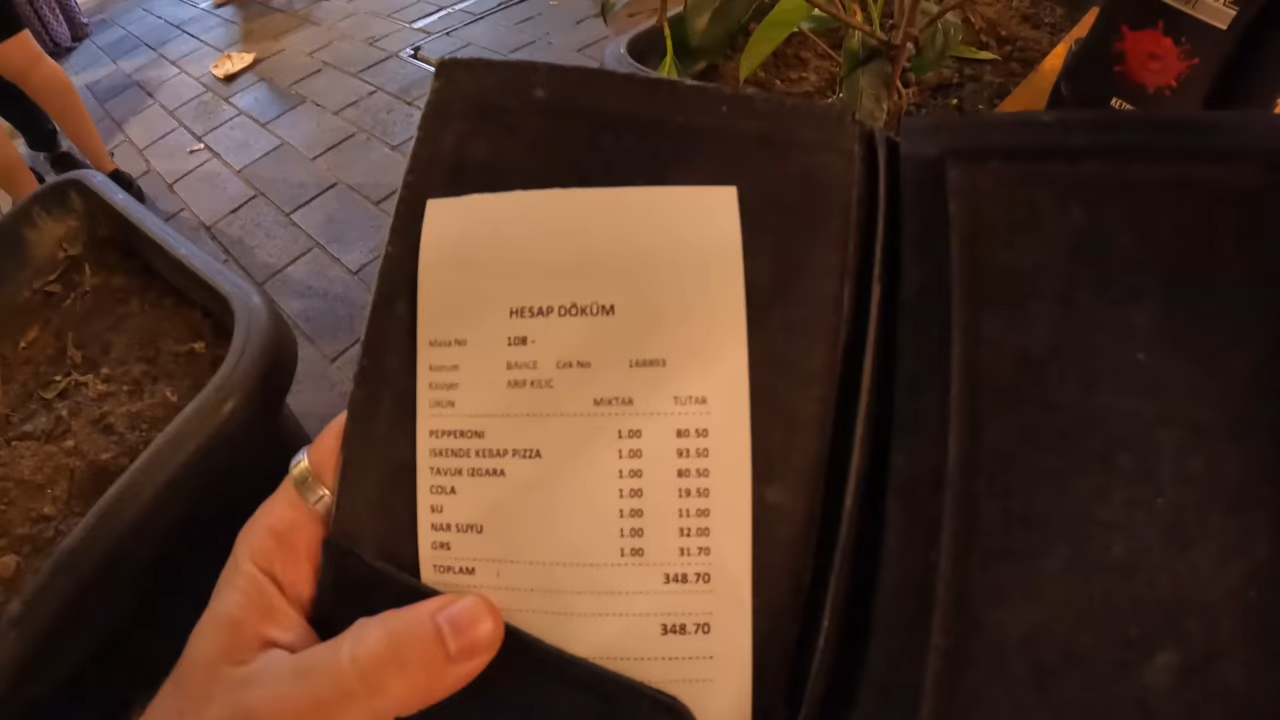 HESAP DÖKÜM
Masa No 108 -
Konum BAHCE Cek No 168893
Kasiyer ARIF KILIC
ÜRÜN MIKTAR TUTAR
PEPPERONI 1.00 80.50
ISKENDE KEBAP PIZZA 1.00 93.50
TAVUK IZGARA 1.00 80.50
COLA 1.00 19.50
SU 1.00 11.00
NAR SUYU 1.00 32.00
GRS 1.00 31.70
TOPLAM 348.70
348.70